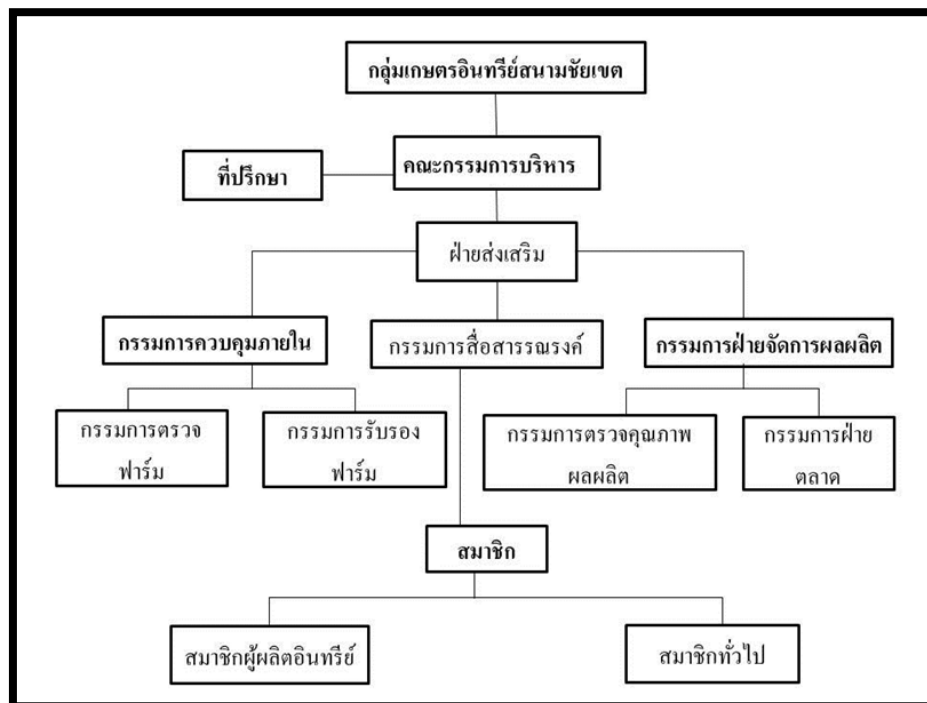 กลุ่มเกษตรอินทรีย์สนามชัยเขต
คณะกรรมการบริหาร
ที่ปรึกษา
ฝ่ายส่งเสริม
กรรมการควบคุมภายใน
กรรมการสื่อสารรณรงค์
กรรมการฝ่ายจัดการผลผลิต
กรรมการตรวจ
ฟาร์ม
กรรมการรับรอง
ฟาร์ม
กรรมการตรวจคุณภาพ
ผลผลิต
กรรมการฝ่าย
ตลาด
สมาชิก
สมาชิกผู้ผลิตอินทรีย์
สมาชิกทั่วไป